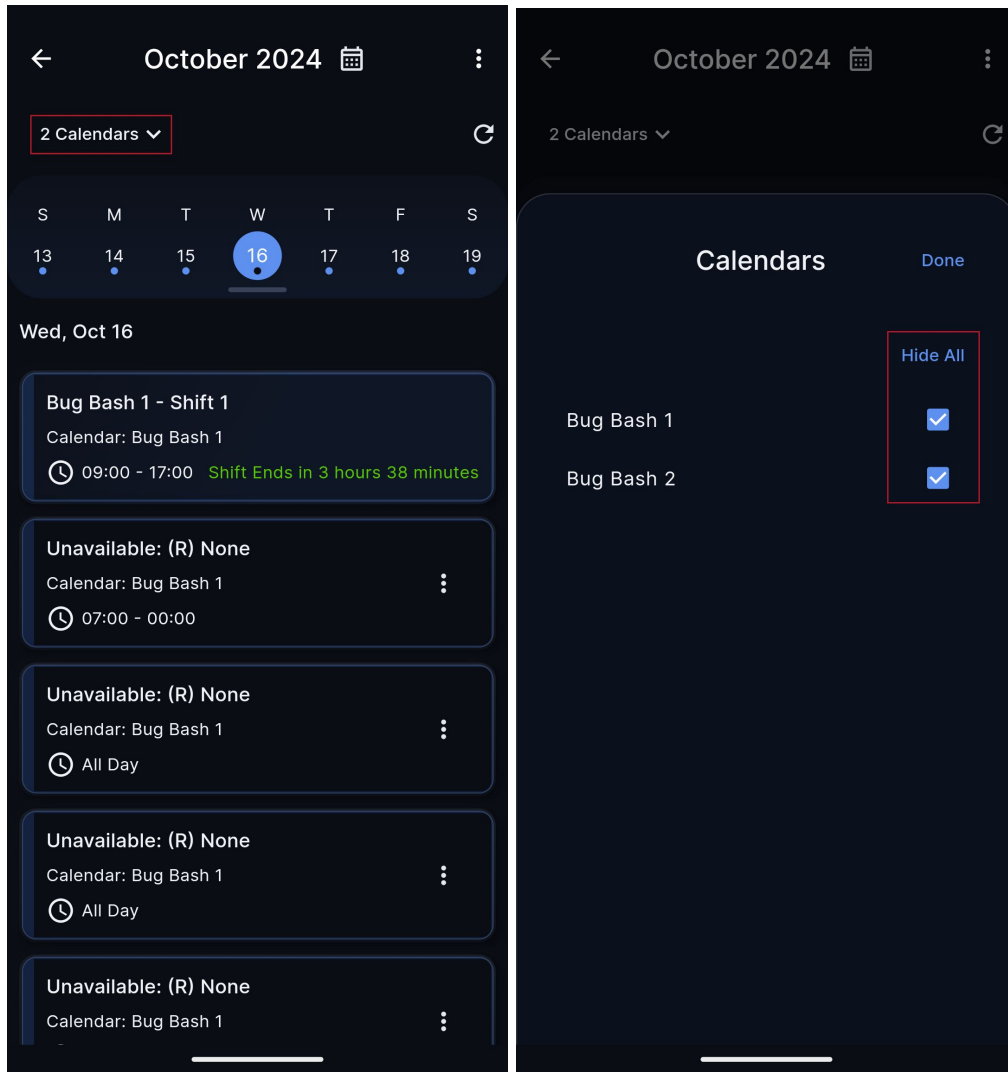 October 2024
2 Calendars
S M T W T F S
13 14 15 16 17 18 19
Wed, Oct 16
Bug Bash 1 - Shift 1
Calendar: Bug Bash 1
09:00 - 17:00 Shift Ends in 3 hours 38 minutes
Unavailable: (R) None
Calendar: Bug Bash 1
07:00 - 00:00
Unavailable: (R) None
Calendar: Bug Bash 1
All Day
Unavailable: (R) None
Calendar: Bug Bash 1
All Day
Unavailable: (R) None
Calendar: Bug Bash 1
October 2024
2 Calendars
Calendars Done
Hide All
Bug Bash 1
Bug Bash 2